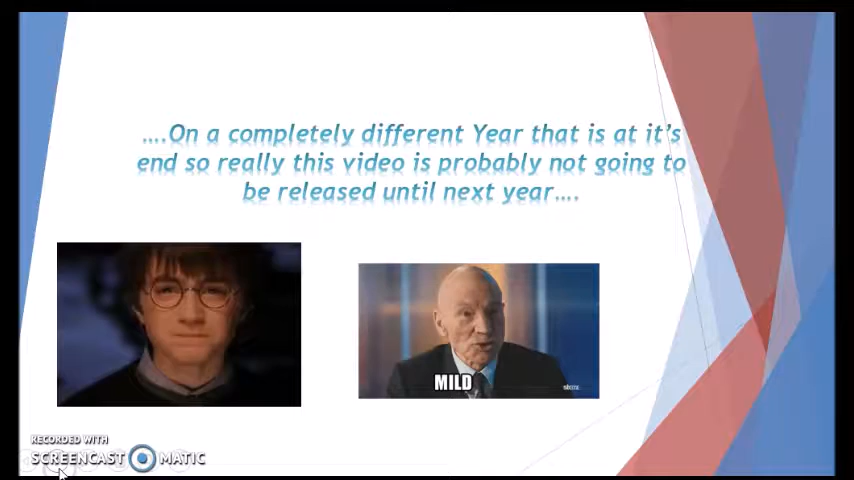 ....On a completely different Year that is at it's
end so really this video is probably not going to
be released until next year....
MILD
RECORDED WITH
SCREENCAST MATIC